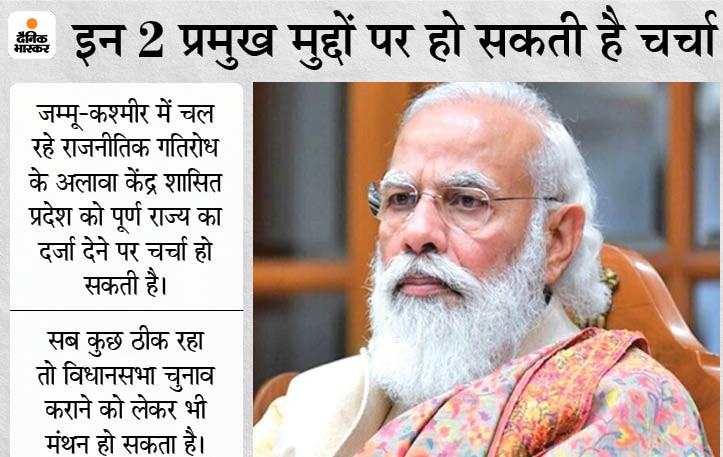 दैनिक
भास्कर
इन 2 प्रमुख मुद्दों पर हो सकती है चर्चा
जम्मू-कश्मीर में चल
रहे राजनीतिक गतिरोध
के अलावा केंद्र शासित
प्रदेश को पूर्ण राज्य का
दर्जा देने पर चर्चा हो
सकती है।
सब कुछ ठीक रहा
तो विधानसभा चुनाव
कराने को लेकर भी
मंथन हो सकता है।